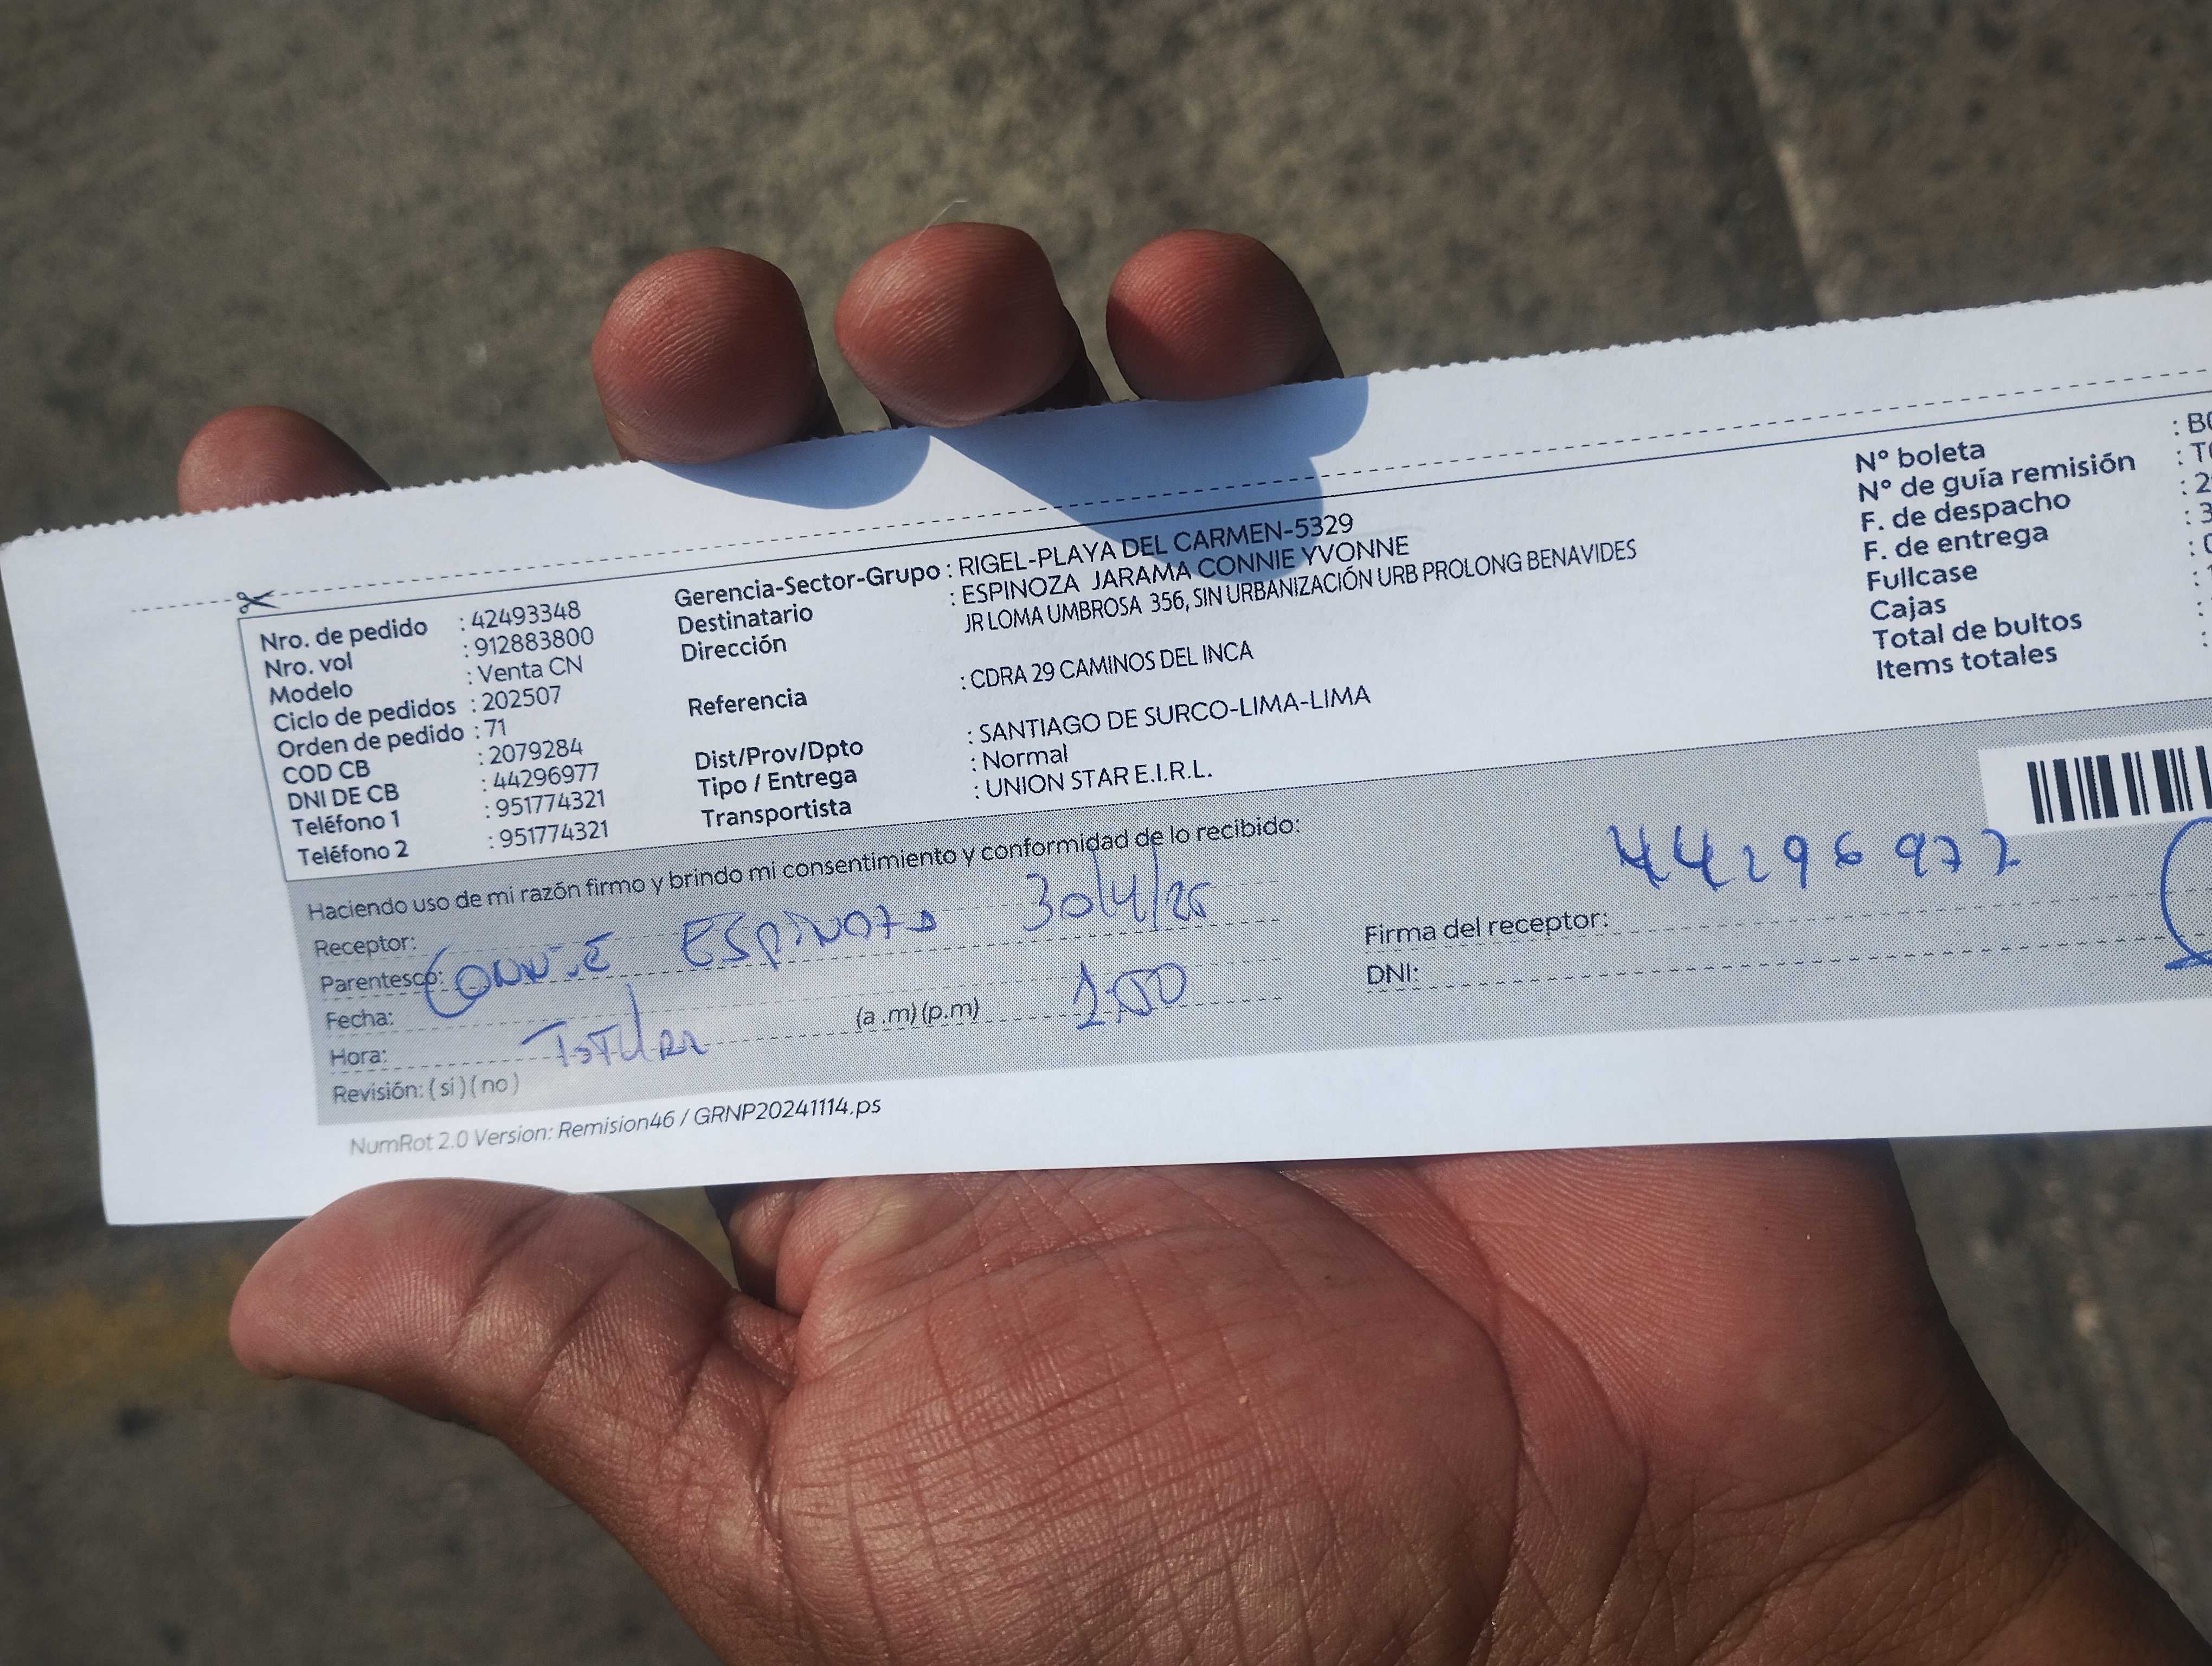 Nro. de pedido : 42493348
Nro. vol : 912883800
Modelo : Venta CN
Ciclo de pedidos : 202507
Orden de pedido : 71
COD CB : 2079284
DNI DE CB : 44296977
Teléfono 1 : 951774321
Teléfono 2 : 951774321
Gerencia-Sector-Grupo : RIGEL-PLAYA DEL CARMEN-5329
Destinatario : ESPINOZA JARAMA CONNIE YVONNE
Dirección JR LOMA UMBROSA 356, SIN URBANIZACIÓN URB PROLONG BENAVIDES
Referencia : CDRA 29 CAMINOS DEL INCA
Dist/Prov/Dpto : SANTIAGO DE SURCO-LIMA-LIMA
Tipo / Entrega : Normal
Transportista : UNION STAR E.I.R.L.
N° boleta
N° de guía remisión
F. de despacho
F. de entrega
Fullcase
Cajas
Total de bultos
Items totales
Haciendo uso de mi razón firmo y brindo mi consentimiento y conformidad de lo recibido:
Receptor:
Parentesco: CONNIE ESPINOZA 30/4/25
Fecha:
Hora: (a.m)(p.m) 1:50
Revisión: (si)(no)
44296977
Firma del receptor:
DNI:
NumRot 2.0 Version: Remision46 / GRNP20241114.ps